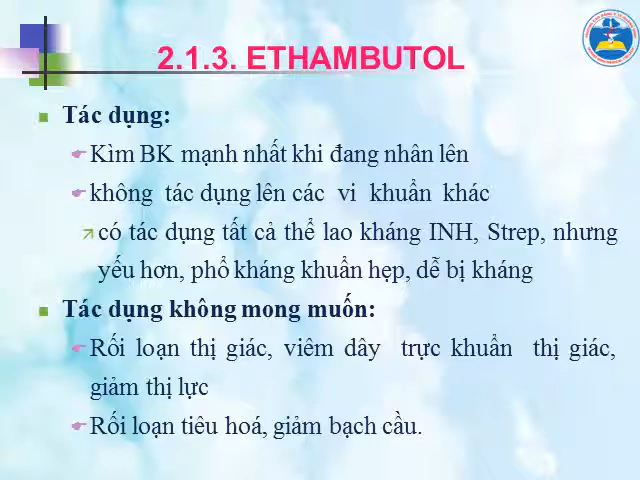 2.1.3. ETHAMBUTOL
Tác dụng:
Kìm BK mạnh nhất khi đang nhân lên
không tác dụng lên các vi khuẩn khác
có tác dụng tất cả thể lao kháng INH, Strep, nhưng
yếu hơn, phổ kháng khuẩn hẹp, dễ bị kháng
Tác dụng không mong muốn:
Rối loạn thị giác, viêm dây trực khuẩn thị giác,
giảm thị lực
Rối loạn tiêu hoá, giảm bạch cầu.